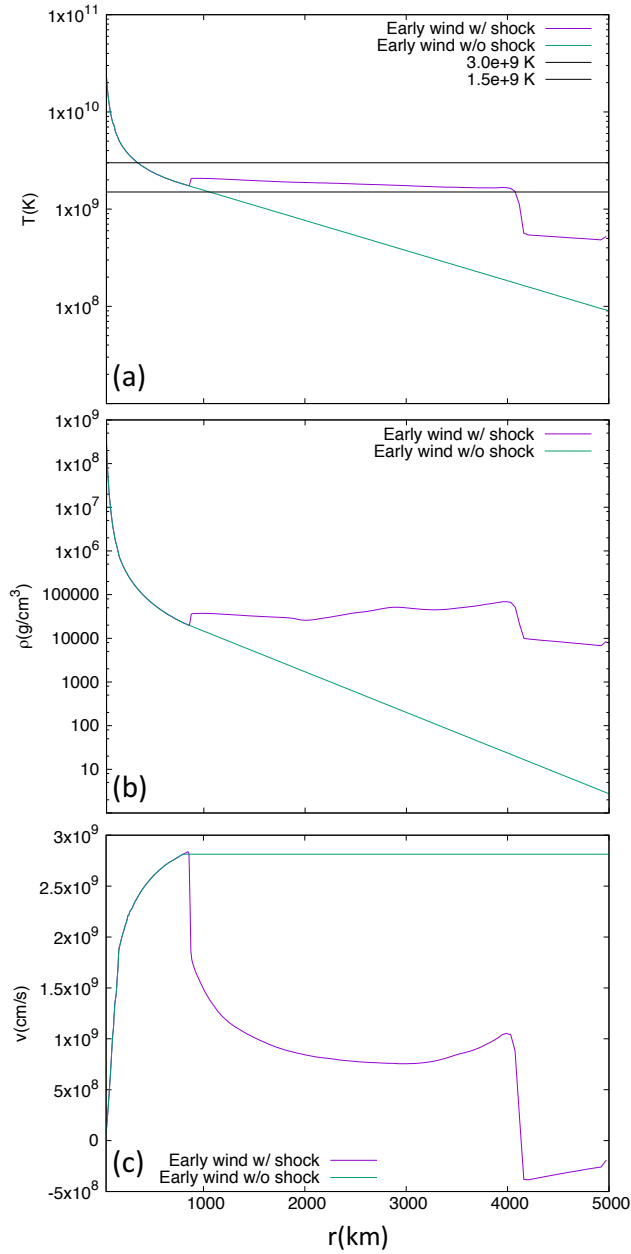 Early wind w/ shock
Early wind w/o shock
3.0e+9 K
1.5e+9 K
1x10^11
1x10^10
1x10^9
1x10^8
T(K)
(a)
Early wind w/ shock
Early wind w/o shock
1x10^9
1x10^8
1x10^7
1x10^6
100000
10000
1000
100
10
ρ(g/cm^3)
(b)
3x10^9
2.5x10^9
2x10^9
1.5x10^9
1x10^9
5x10^8
0
-5x10^8
v(cm/s)
(c)
Early wind w/ shock
Early wind w/o shock
1000 2000 3000 4000 5000
r(km)